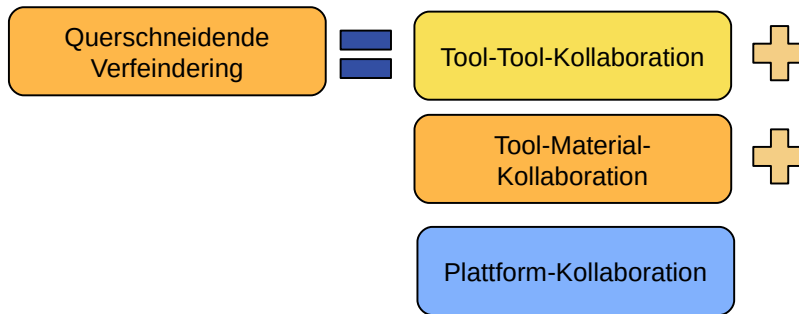 Querschneidende
Verfeindering
Tool-Tool-Kollaboration
Tool-Material-
Kollaboration
Plattform-Kollaboration